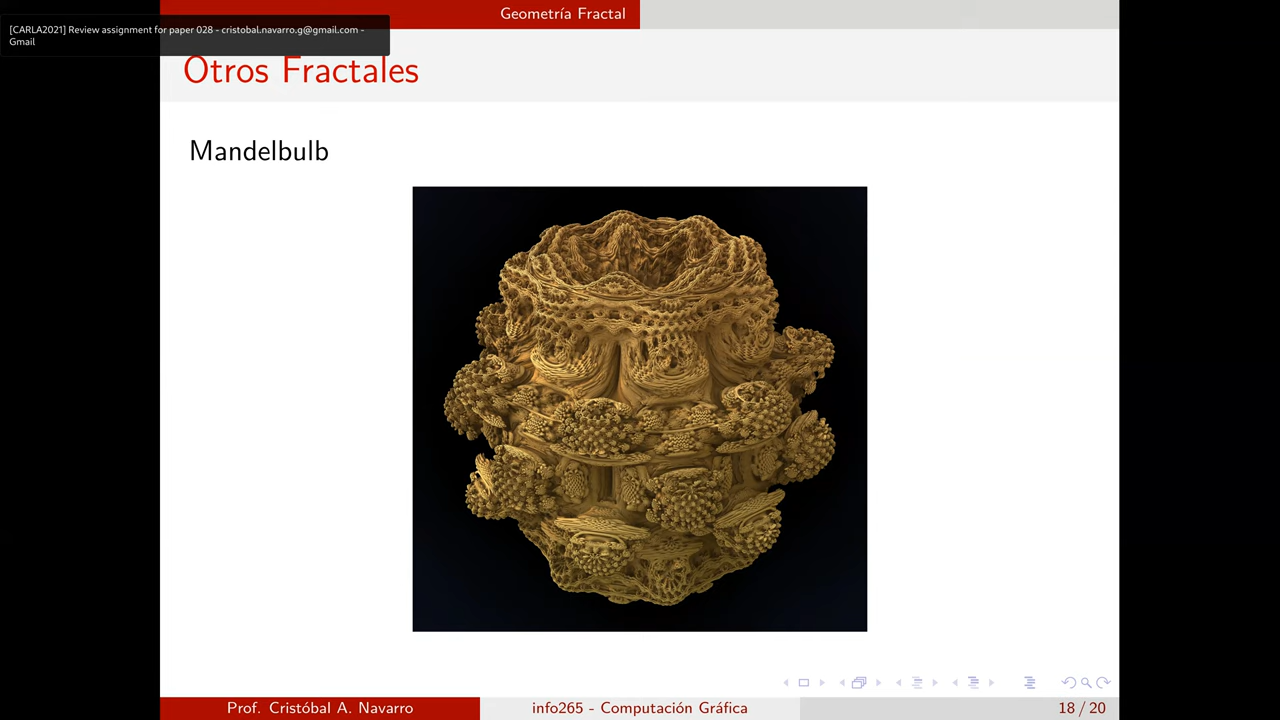 Geometría Fractal
[CARLA2021] Review assignment for paper 028 - cristobal.navarro.g@gmail.com -
Gmail
Otros Fractales
Mandelbulb
Prof. Cristóbal A. Navarro
info265 - Computación Gráfica
18 / 20